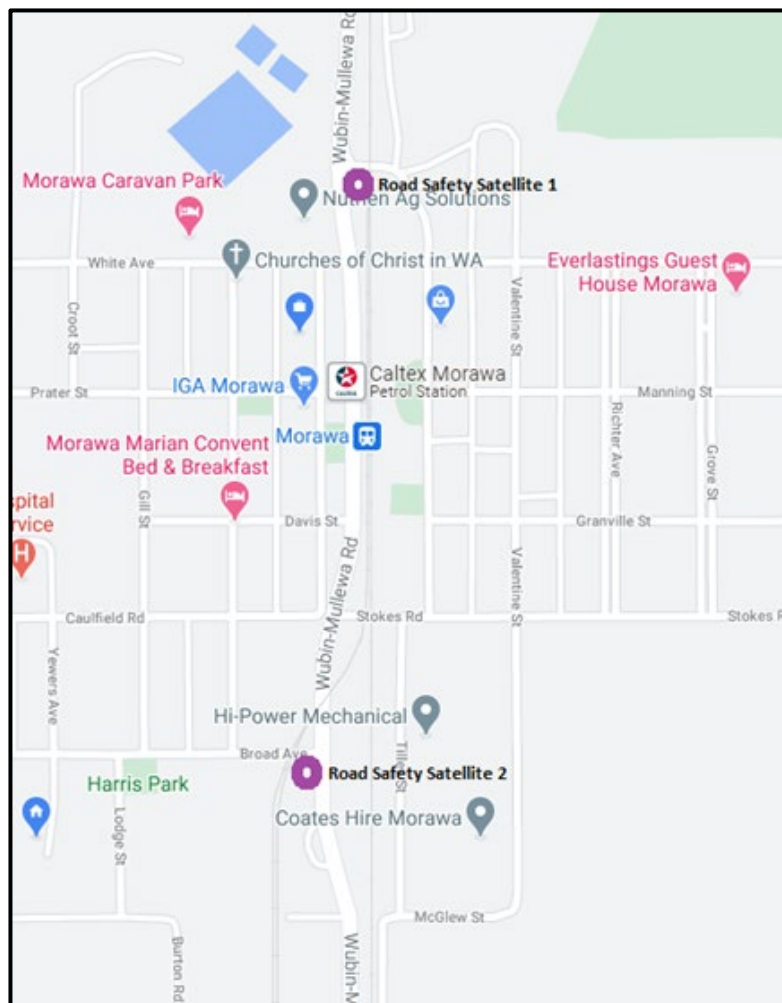 Wubin-Mullewa Rd
Morawa Caravan Park
Road Safety Satellite 1
Nutrien Ag Solutions
White Ave
Churches of Christ in WA
Everlastings Guest
House Morawa
Croot St
Valentine St
IGA Morawa
Caltex Morawa
Petrol Station
Prater St
Manning St
Morawa
Richter Ave
Grove St
Morawa Marian Convent
Bed & Breakfast
Gill St
spital
rvice
H
Davis St
Granville St
Wubin-Mullewa Rd
Valentine St
Caulfield Rd
Stokes Rd
Stokes R
Yewers Ave
Wubin-Mullewa Rd
Hi-Power Mechanical
Broad Ave
Road Safety Satellite 2
Harris Park
Coates Hire Morawa
Lodge St
McGlew St
Burton Rd
Wubin-M